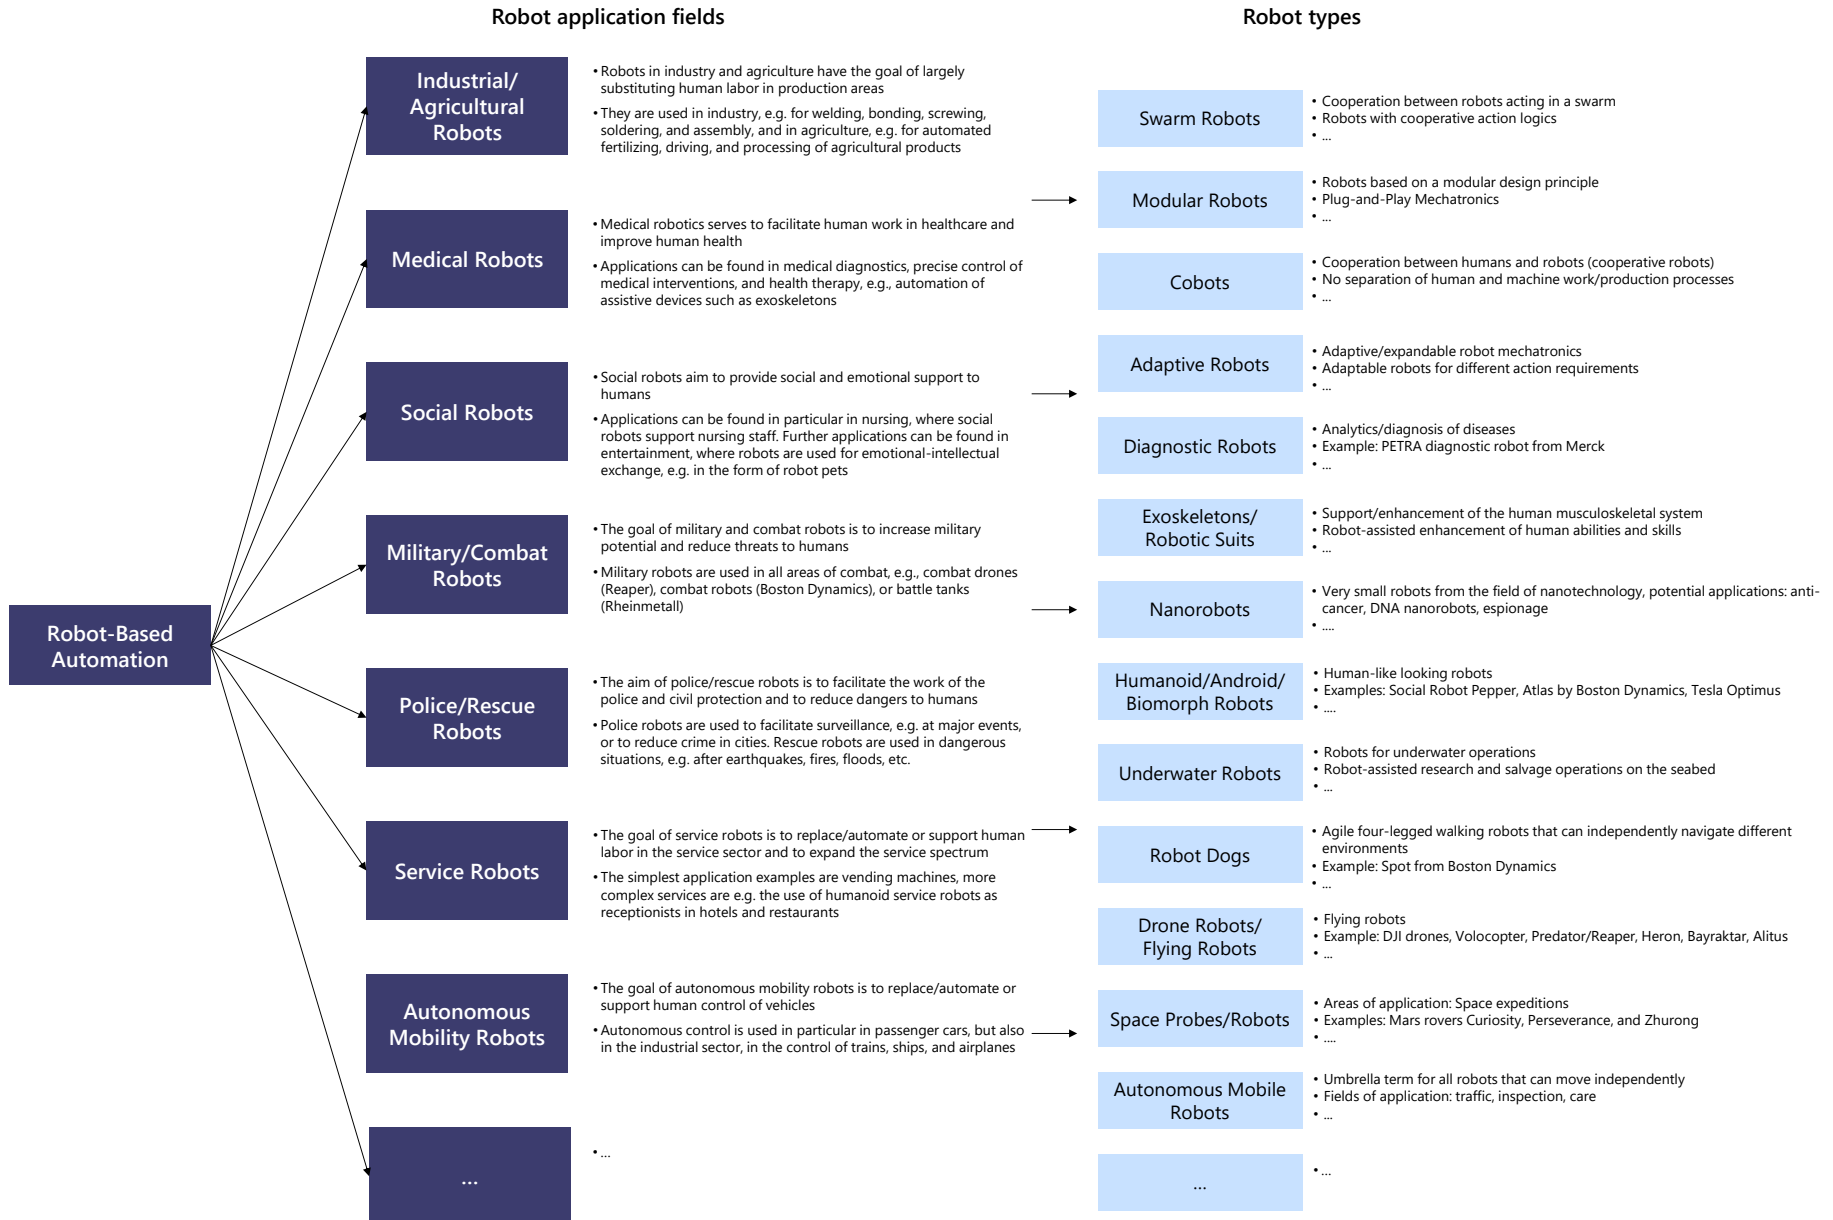 Robot application fields
Robot types
Robot-Based
Automation
Industrial/
Agricultural
Robots
• Robots in industry and agriculture have the goal of largely
substituting human labor in production areas
• They are used in industry, e.g. for welding, bonding, screwing,
soldering, and assembly, and in agriculture, e.g. for automated
fertilizing, driving, and processing of agricultural products
Medical Robots
• Medical robotics serves to facilitate human work in healthcare and
improve human health
• Applications can be found in medical diagnostics, precise control of
medical interventions, and health therapy, e.g., automation of
assistive devices such as exoskeletons
Social Robots
• Social robots aim to provide social and emotional support to
humans
• Applications can be found in particular in nursing, where social
robots support nursing staff. Further applications can be found in
entertainment, where robots are used for emotional-intellectual
exchange, e.g. in the form of robot pets
Military/Combat
Robots
• The goal of military and combat robots is to increase military
potential and reduce threats to humans
• Military robots are used in all areas of combat, e.g., combat drones
(Reaper), combat robots (Boston Dynamics), or battle tanks
(Rheinmetall)
Police/Rescue
Robots
• The aim of police/rescue robots is to facilitate the work of the
police and civil protection and to reduce dangers to humans
• Police robots are used to facilitate surveillance, e.g. at major events,
or to reduce crime in cities. Rescue robots are used in dangerous
situations, e.g. after earthquakes, fires, floods, etc.
Service Robots
• The goal of service robots is to replace/automate or support human
labor in the service sector and to expand the service spectrum
• The simplest application examples are vending machines, more
complex services are e.g. the use of humanoid service robots as
receptionists in hotels and restaurants
Autonomous
Mobility Robots
• The goal of autonomous mobility robots is to replace/automate or
support human control of vehicles
• Autonomous control is used in particular in passenger cars, but also
in the industrial sector, in the control of trains, ships, and airplanes
...
• ...
Swarm Robots
• Cooperation between robots acting in a swarm
• Robots with cooperative action logics
• ...
Modular Robots
• Robots based on a modular design principle
• Plug-and-Play Mechatronics
• ...
Cobots
• Cooperation between humans and robots (cooperative robots)
• No separation of human and machine work/production processes
• ...
Adaptive Robots
• Adaptive/expandable robot mechatronics
• Adaptable robots for different action requirements
• ...
Diagnostic Robots
• Analytics/diagnosis of diseases
• Example: PETRA diagnostic robot from Merck
• ...
Exoskeletons/
Robotic Suits
• Support/enhancement of the human musculoskeletal system
• Robot-assisted enhancement of human abilities and skills
• ...
Nanorobots
• Very small robots from the field of nanotechnology, potential applications: anti-
cancer, DNA nanorobots, espionage
• ....
Humanoid/Android/
Biomorph Robots
• Human-like looking robots
• Examples: Social Robot Pepper, Atlas by Boston Dynamics, Tesla Optimus
• ....
Underwater Robots
• Robots for underwater operations
• Robot-assisted research and salvage operations on the seabed
• ...
Robot Dogs
• Agile four-legged walking robots that can independently navigate different
environments
• Example: Spot from Boston Dynamics
• ...
Drone Robots/
Flying Robots
• Flying robots
• Example: DJI drones, Volocopter, Predator/Reaper, Heron, Bayraktar, Alitus
• ...
Space Probes/Robots
• Areas of application: Space expeditions
• Examples: Mars rovers Curiosity, Perseverance, and Zhurong
• ....
Autonomous Mobile
Robots
• Umbrella term for all robots that can move independently
• Fields of application: traffic, inspection, care
• ...
...
• ...